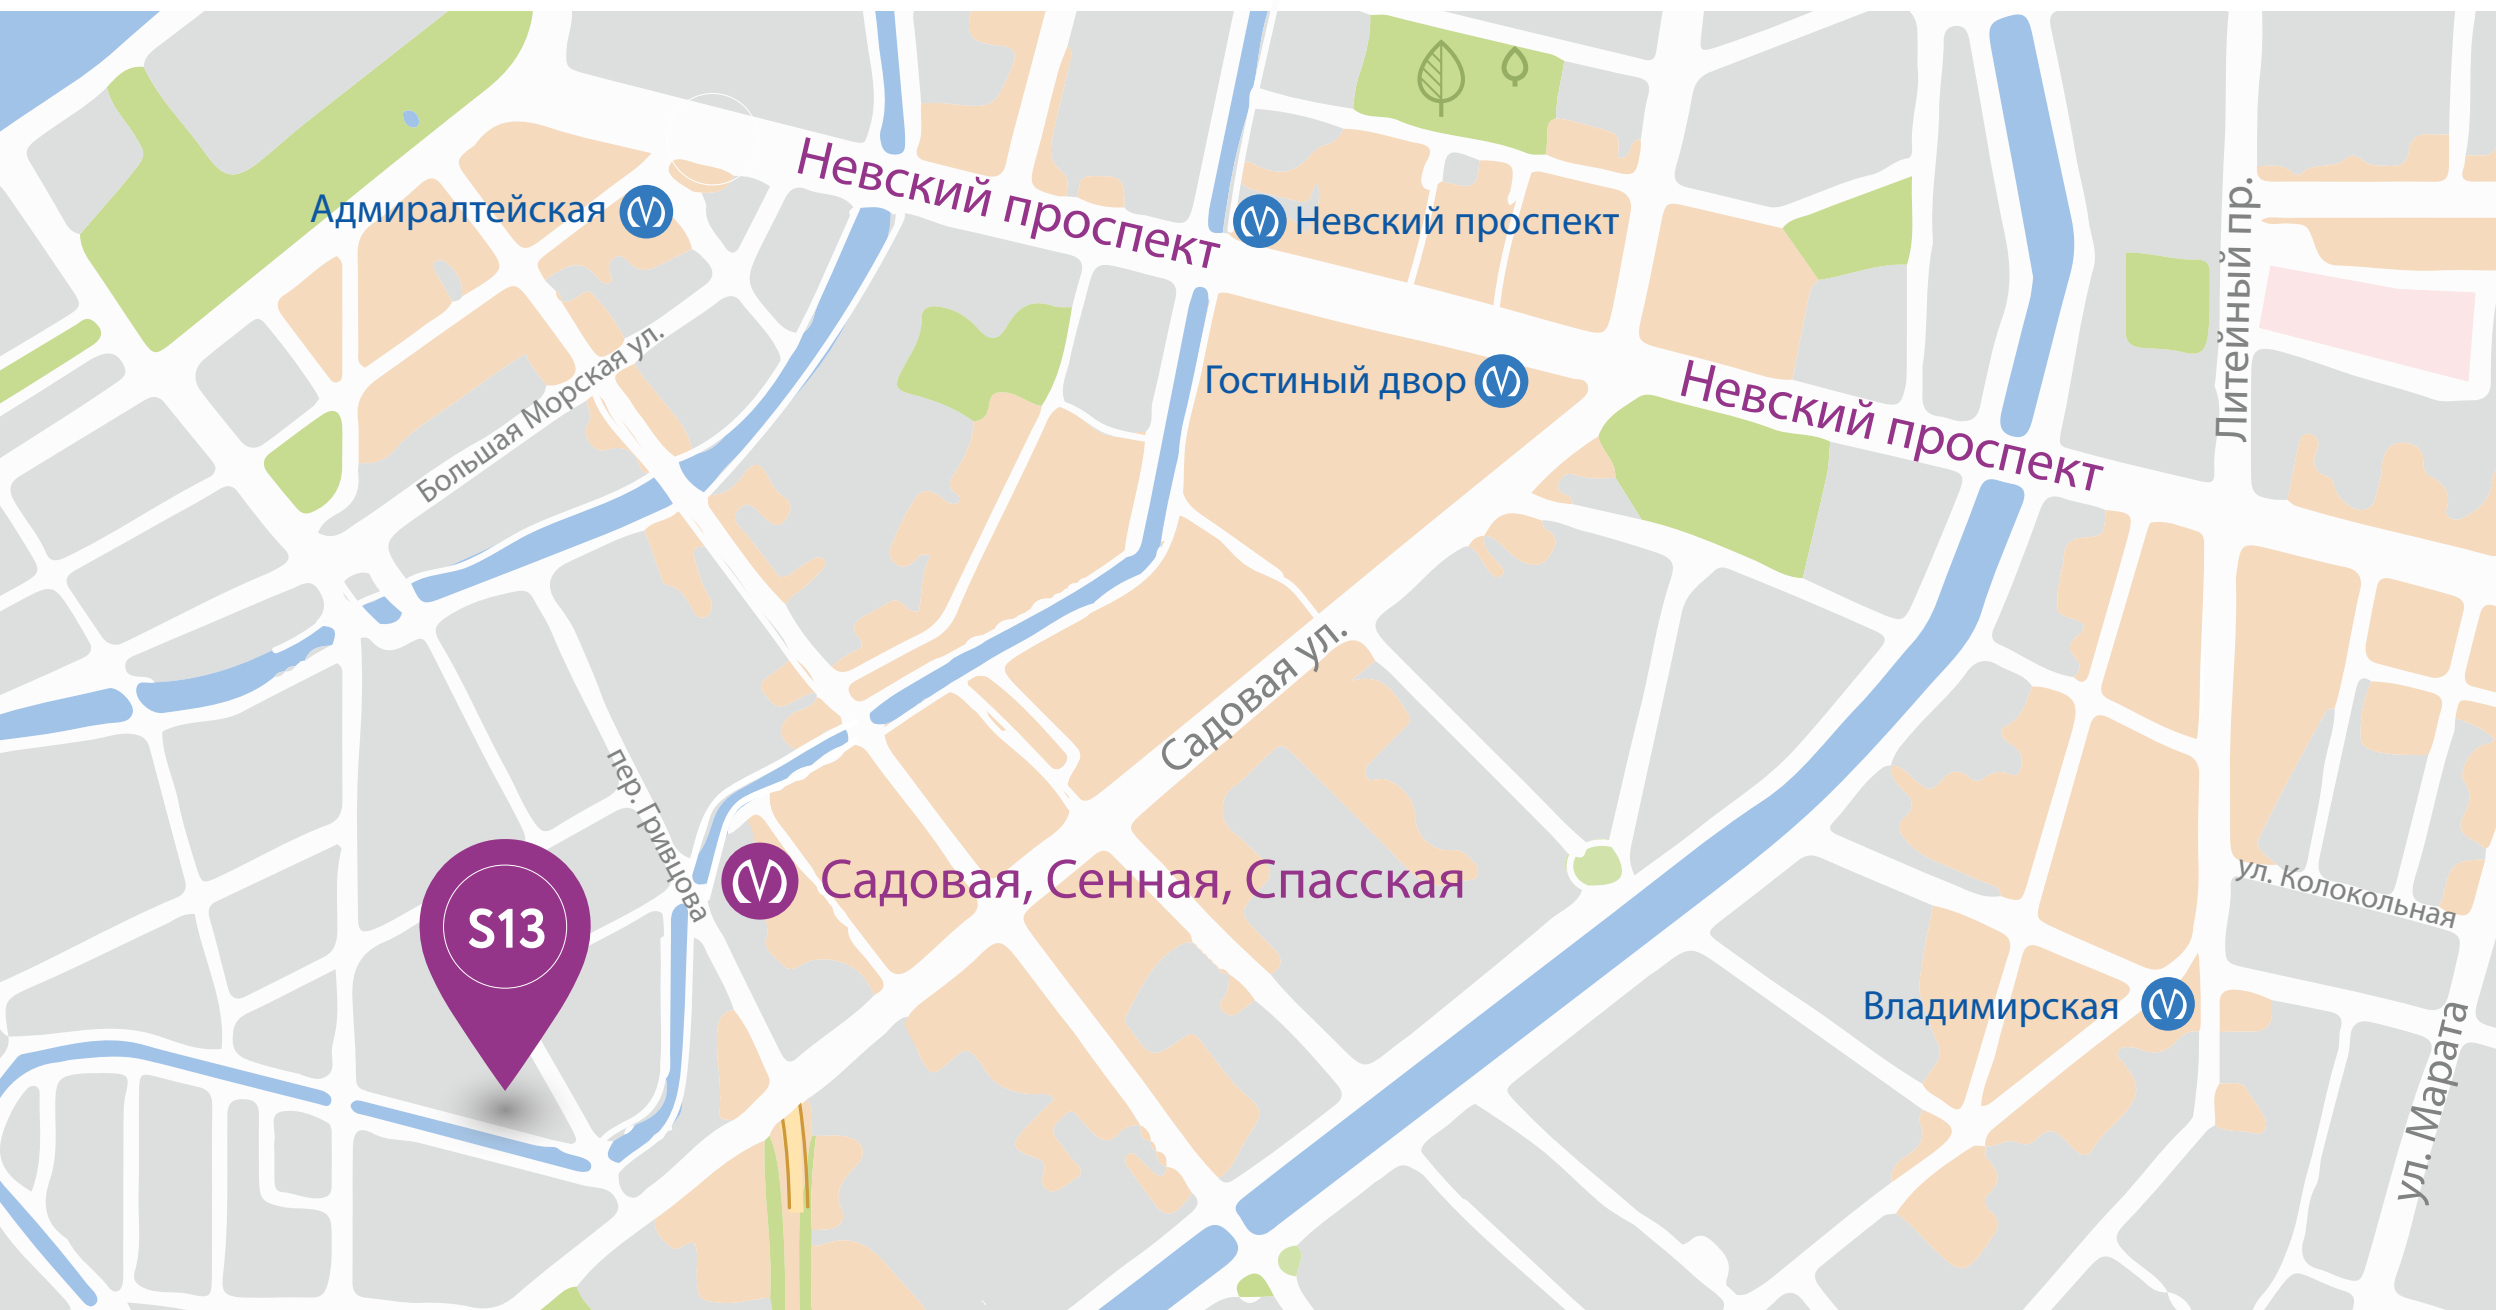 Невский проспект
Адмиралтейская
Невский проспект
Литейный пр.
Большая Морская ул.
Гостиный двор
Невский проспект
Садовая ул.
пер. Гривцова
Садовая, Сенная, Спасская
S13
ул. Колокольная
Владимирская
ул. Марата